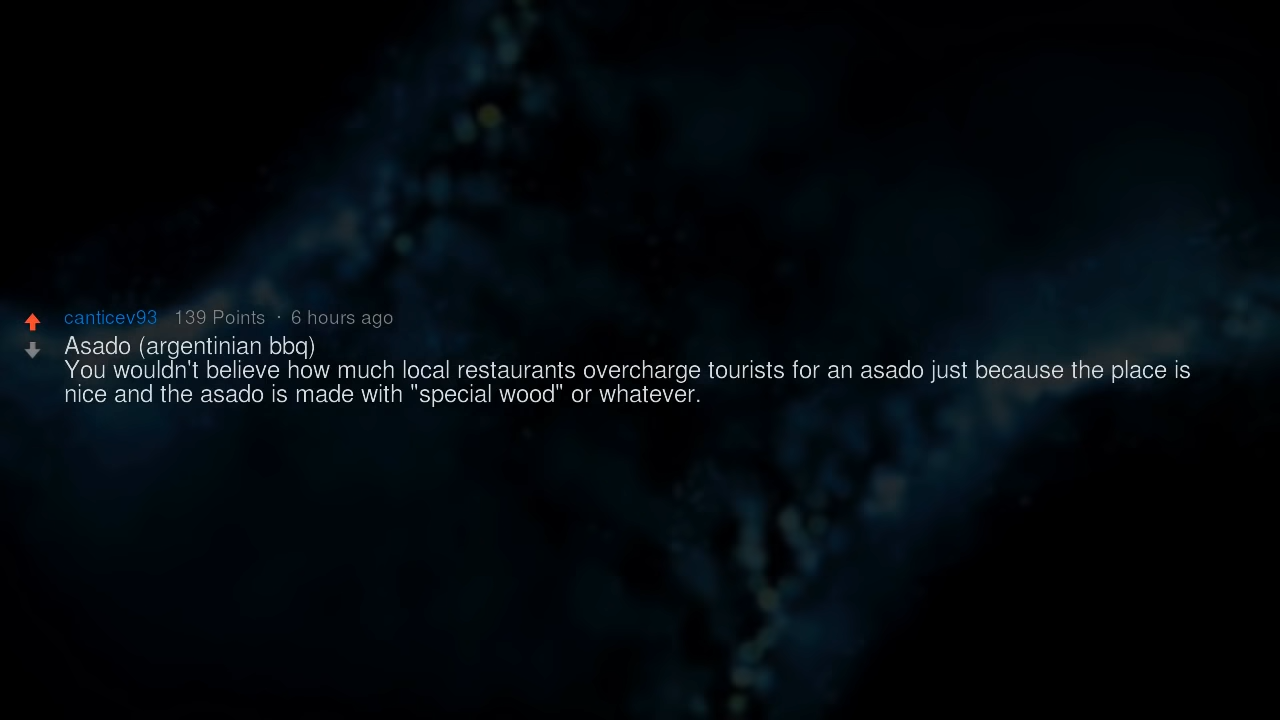 canticev93 139 Points · 6 hours ago
Asado (argentinian bbq)
You wouldn't believe how much local restaurants overcharge tourists for an asado just because the place is
nice and the asado is made with "special wood" or whatever.